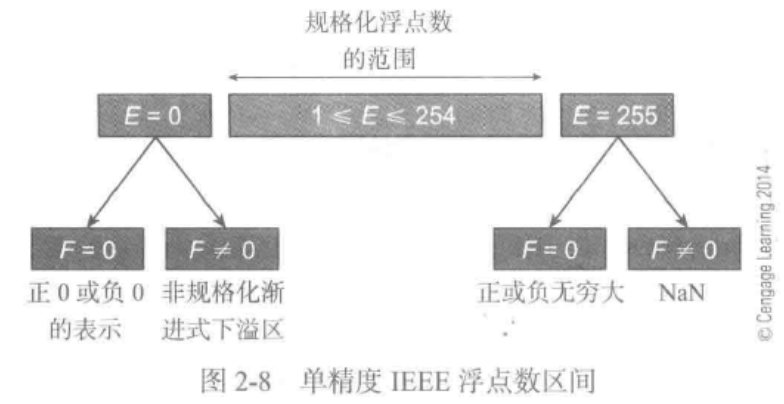 规格化浮点数
的范围
E = 0
1 ≤ E ≤ 254
E = 255
F = 0
F ≠ 0
F = 0
F ≠ 0
正 0 或负 0
的表示
非规格化渐
进式下溢区
正或负无穷大
NaN
© Cengage Learning 2014
图 2-8 单精度 IEEE 浮点数区间